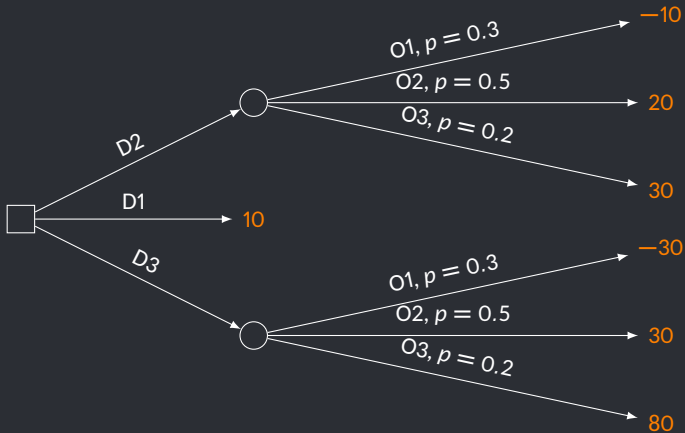 O1, p = 0.3
−10
O2, p = 0.5
20
O3, p = 0.2
30
D2
D1
10
D3
O1, p = 0.3
−30
O2, p = 0.5
30
O3, p = 0.2
80